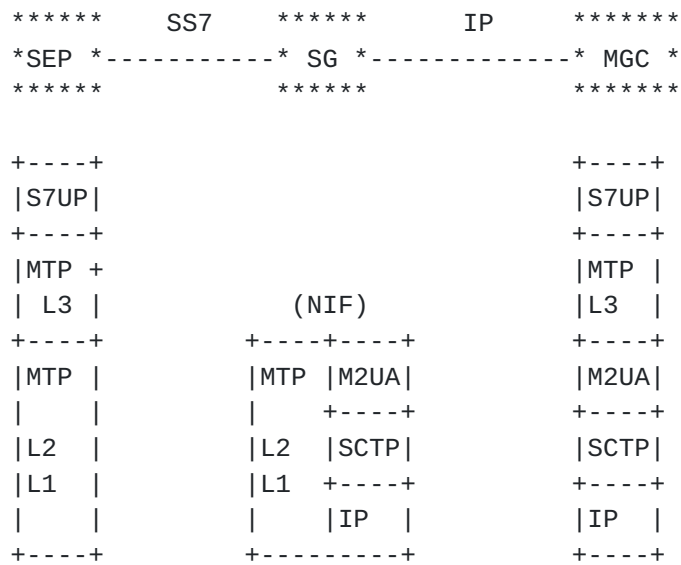 ******    SS7    ******      IP     *******
*SEP *-----------* SG *-------------* MGC *
******           ******             *******

+----+                              +----+
|S7UP|                              |S7UP|
+----+                              +----+
|MTP +                              |MTP |
| L3 |            (NIF)             |L3  |
+----+         +----+----+          +----+
|MTP |         |MTP |M2UA|          |M2UA|
|    |         |    +----+          +----+
|L2  |         |L2  |SCTP|          |SCTP|
|L1  |         |L1  +----+          +----+
|    |         |    |IP  |          |IP  |
+----+         +---------+          +----+